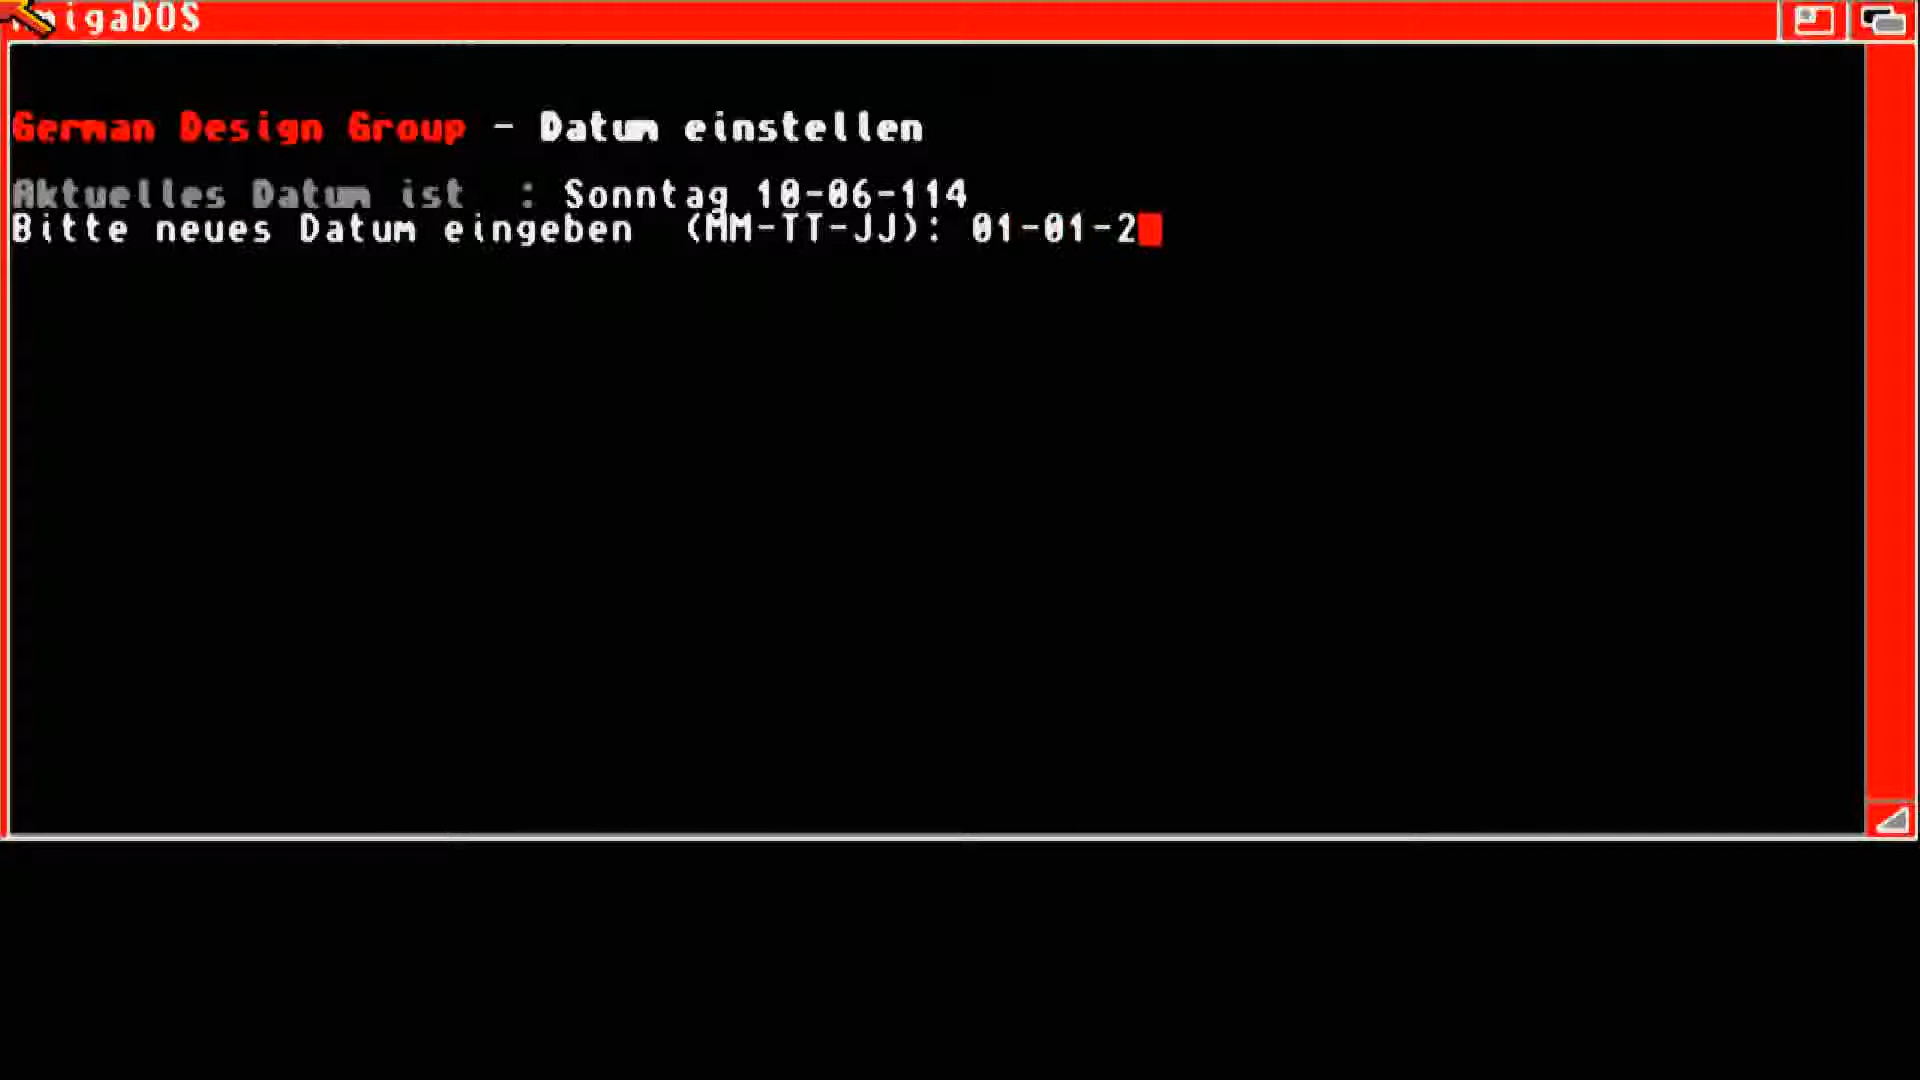 AmigaDOS
German Design Group - Datum einstellen
Aktuelles Datum ist : Sonntag 10-06-114
Bitte neues Datum eingeben (MM-TT-JJ): 01-01-2